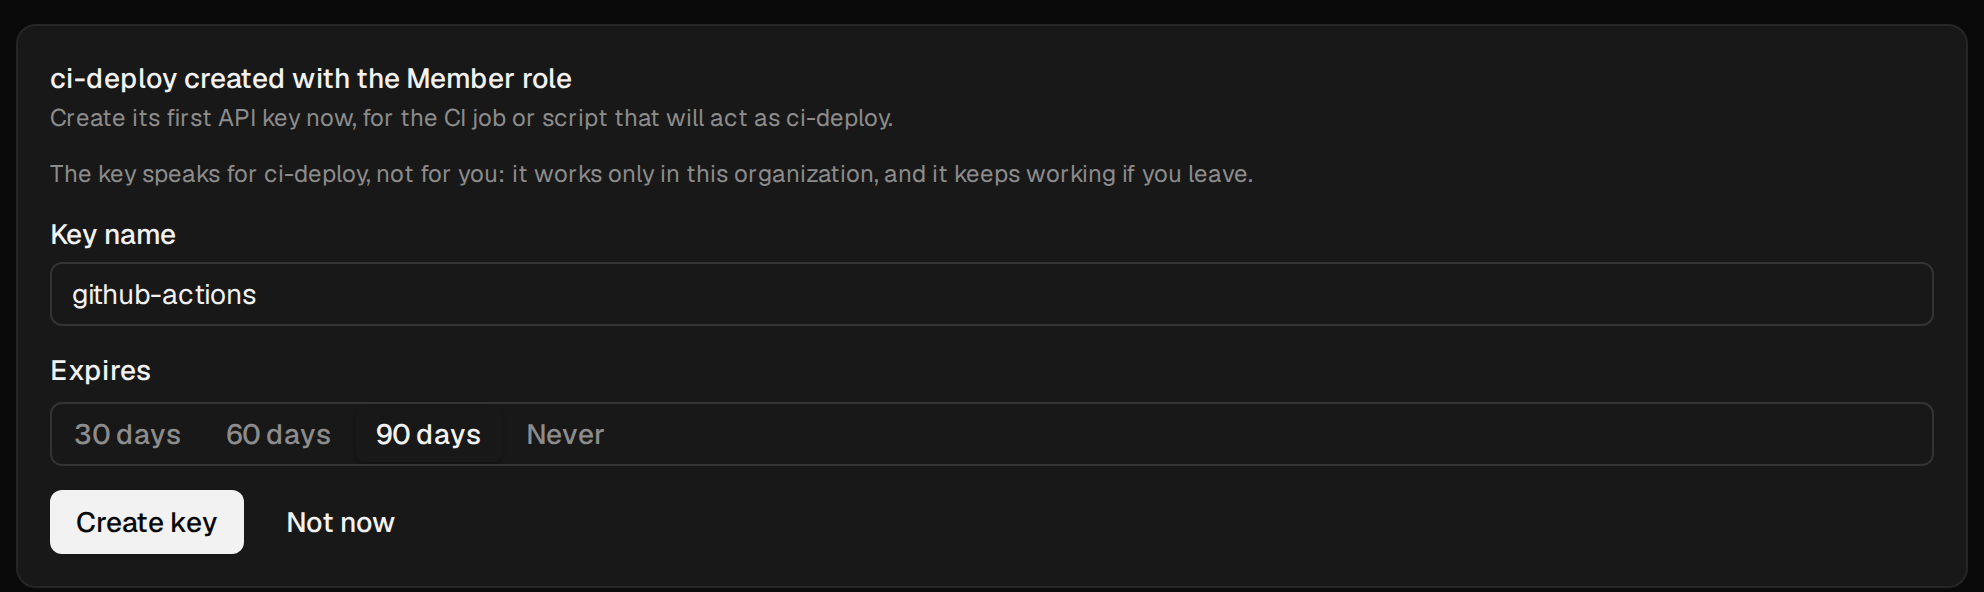 ci-deploy created with the Member role
Create its first API key now, for the CI job or script that will act as ci-deploy.
The key speaks for ci-deploy, not for you: it works only in this organization, and it keeps working if you leave.
Key name
github-actions
Expires
30 days 60 days 90 days Never
Create key Not now